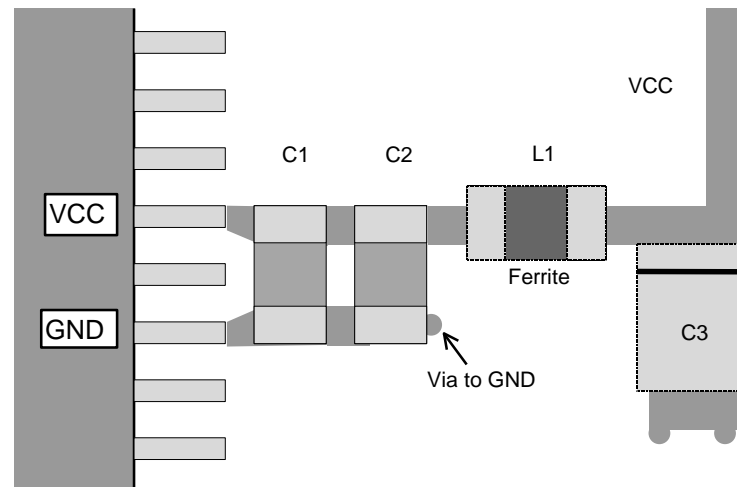 VCC
C1
C2
L1
VCC
Ferrite
GND
C3
Via to GND